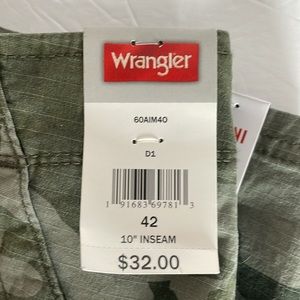 Wrangler
60AIM40
D1
1 91683 69781 3
42
10" INSEAM
$32.00